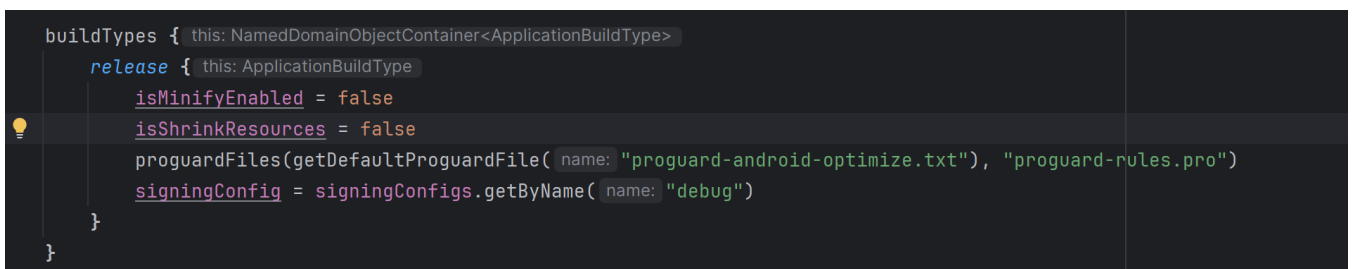 buildTypes { this: NamedDomainObjectContainer<ApplicationBuildType>
release { this: ApplicationBuildType
isMinifyEnabled = false
isShrinkResources = false
proguardFiles(getDefaultProguardFile( name: "proguard-android-optimize.txt"), "proguard-rules.pro")
signingConfig = signingConfigs.getByName( name: "debug")
}
}